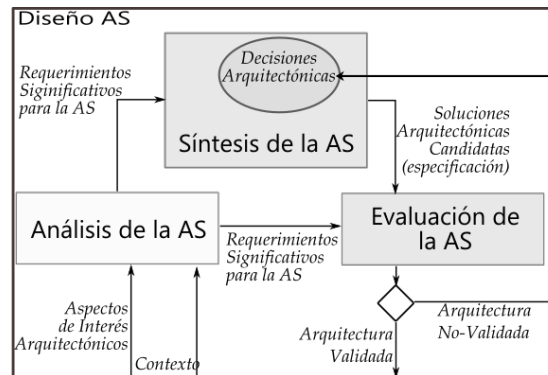 Diseño AS
Decisiones
Arquitectónicas
Síntesis de la AS
Requerimientos
Siginificativos
para la AS
Soluciones
Arquitectónicas
Candidatas
(especificación)
Análisis de la AS
Requerimientos
Significativos
para la AS
Evaluación de
la AS
Aspectos
de Interés
Arquitectónicos
Contexto
Arquitectura
Validada
Arquitectura
No-Validada